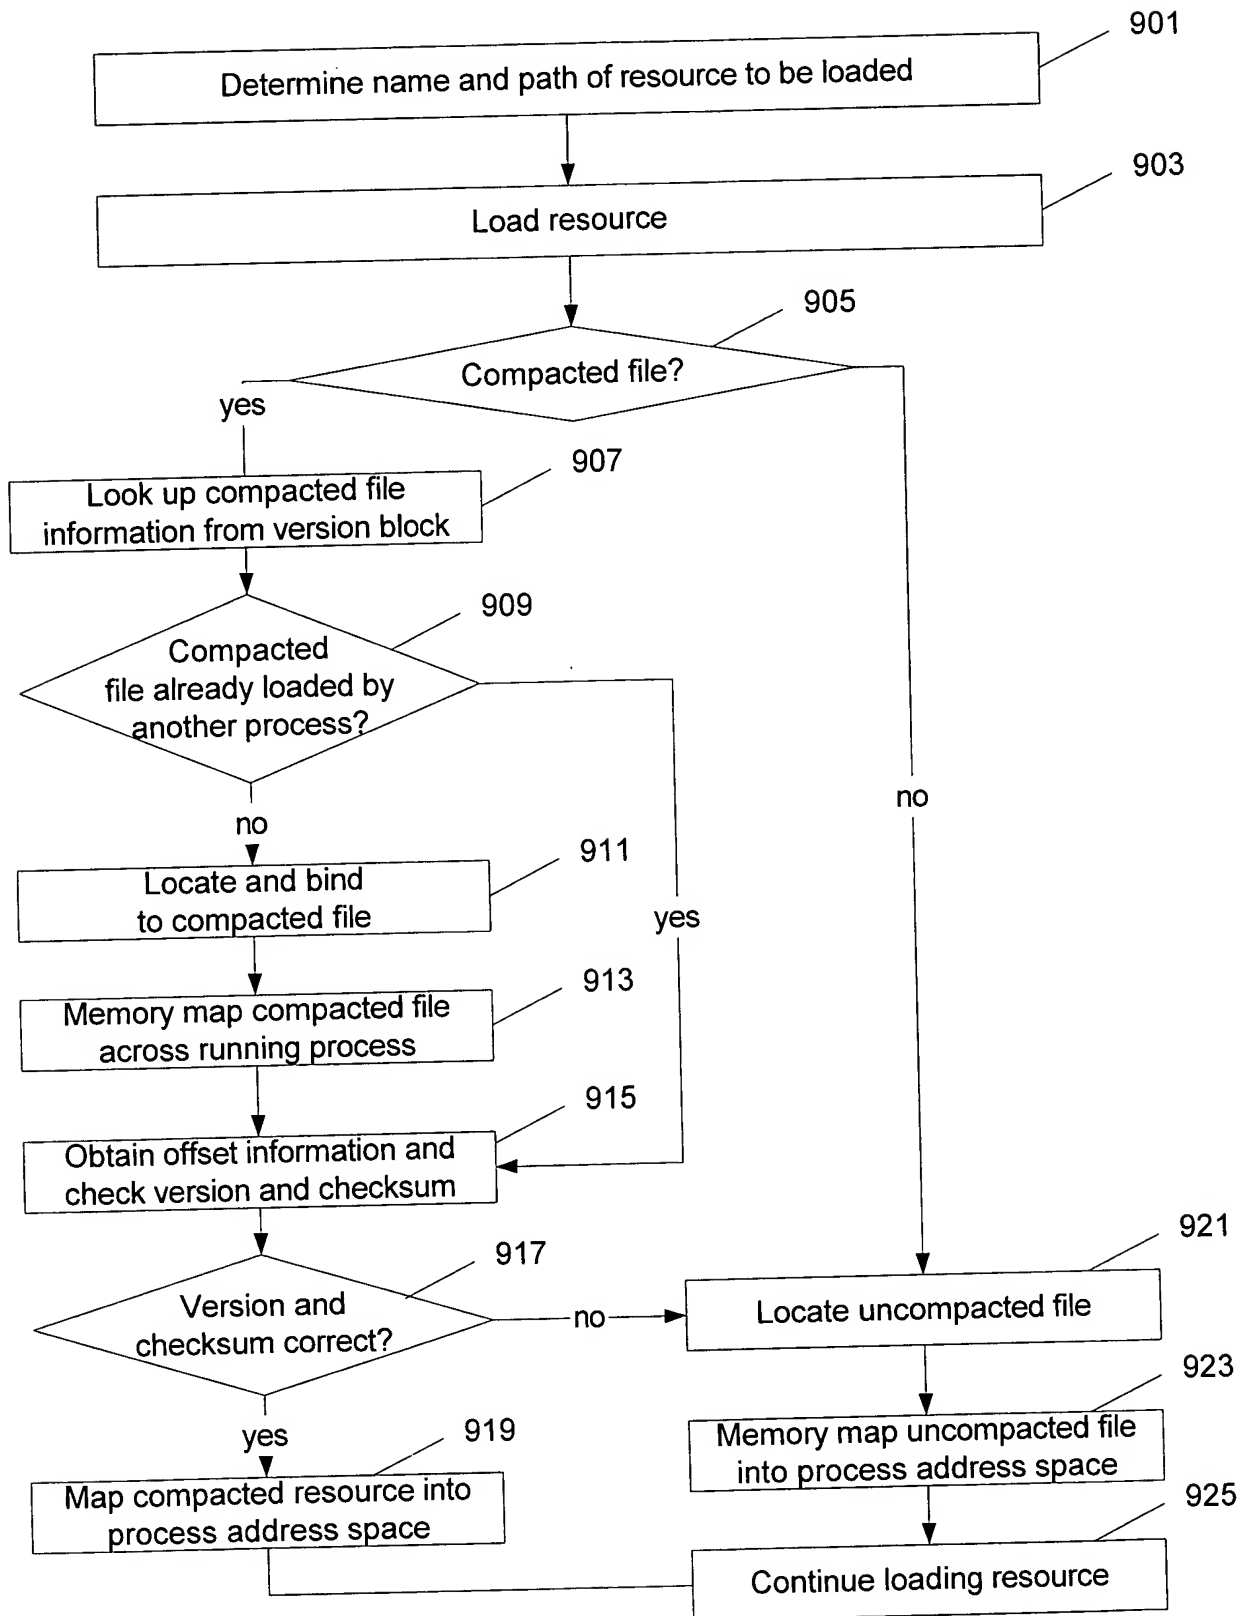 901
Determine name and path of resource to be loaded
903
Load resource
905
Compacted file?
yes
907
Look up compacted file
information from version block
909
Compacted
file already loaded by
another process?
no
no
911
Locate and bind
to compacted file
yes
913
Memory map compacted file
across running process
915
Obtain offset information and
check version and checksum
917
Version and
checksum correct?
no
921
Locate uncompacted file
yes
919
Map compacted resource into
process address space
923
Memory map uncompacted file
into process address space
925
Continue loading resource